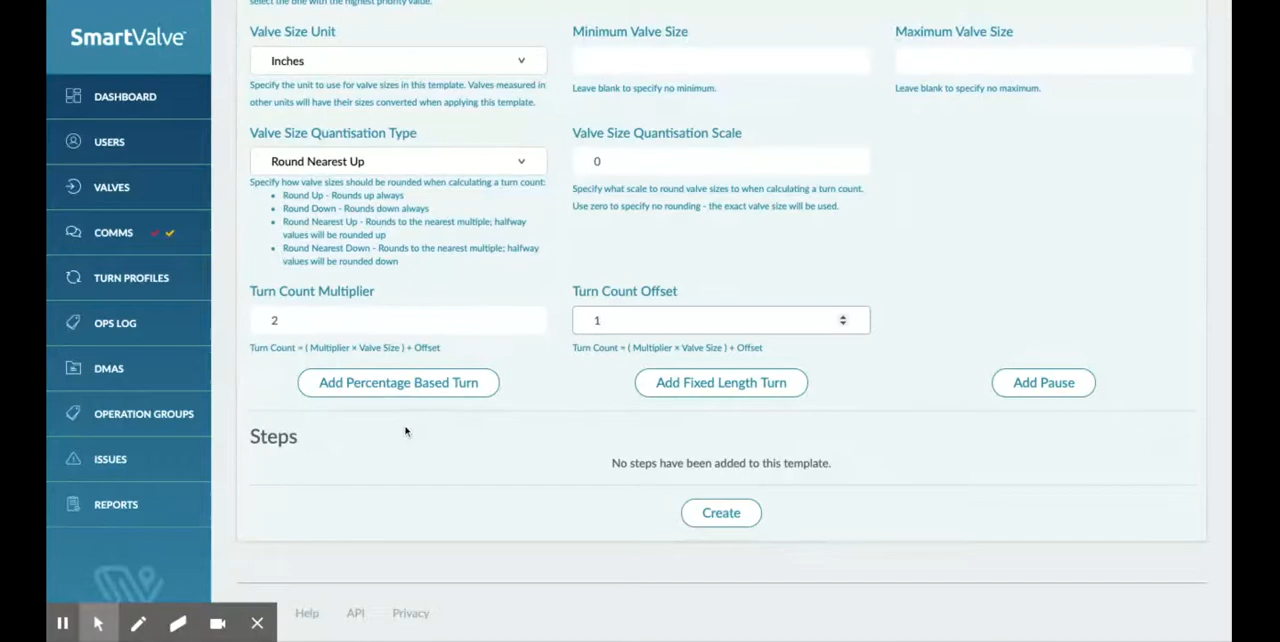 select the one with the highest priority value.
SmartValve
DASHBOARD
USERS
VALVES
COMMS
TURN PROFILES
OPS LOG
DMAS
OPERATION GROUPS
ISSUES
REPORTS
Valve Size Unit
Minimum Valve Size
Maximum Valve Size
Inches
Specify the unit to use for valve sizes in this template. Valves measured in
other units will have their sizes converted when applying this template.
Leave blank to specify no minimum.
Leave blank to specify no maximum.
Valve Size Quantisation Type
Valve Size Quantisation Scale
Round Nearest Up
0
Specify how valve sizes should be rounded when calculating a turn count:
Round Up - Rounds up always
Round Down - Rounds down always
Round Nearest Up - Rounds to the nearest multiple; halfway
values will be rounded up
Round Nearest Down - Rounds to the nearest multiple; halfway
values will be rounded down
Specify what scale to round valve sizes to when calculating a turn count.
Use zero to specify no rounding - the exact valve size will be used.
Turn Count Multiplier
Turn Count Offset
2
1
Turn Count = ( Multiplier × Valve Size ) + Offset
Turn Count = ( Multiplier × Valve Size ) + Offset
Add Percentage Based Turn
Add Fixed Length Turn
Add Pause
Steps
No steps have been added to this template.
Create
Help
API
Privacy